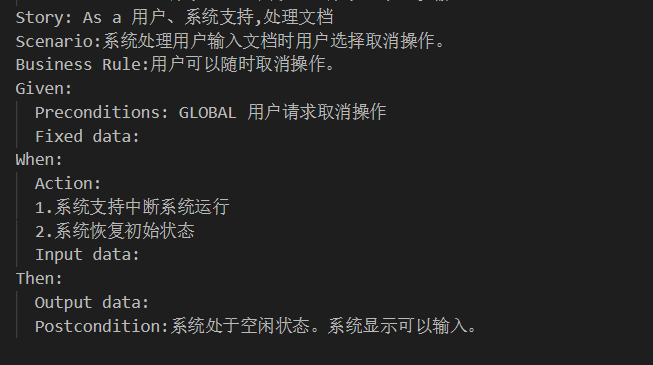 Story: As a 用户、系统支持,处理文档
Scenario:系统处理用户输入文档时用户选择取消操作。
Business Rule:用户可以随时取消操作。
Given:
Preconditions: GLOBAL 用户请求取消操作
Fixed data:
When:
Action:
1.系统支持中断系统运行
2.系统恢复初始状态
Input data:
Then:
Output data:
Postcondition:系统处于空闲状态。系统显示可以输入。